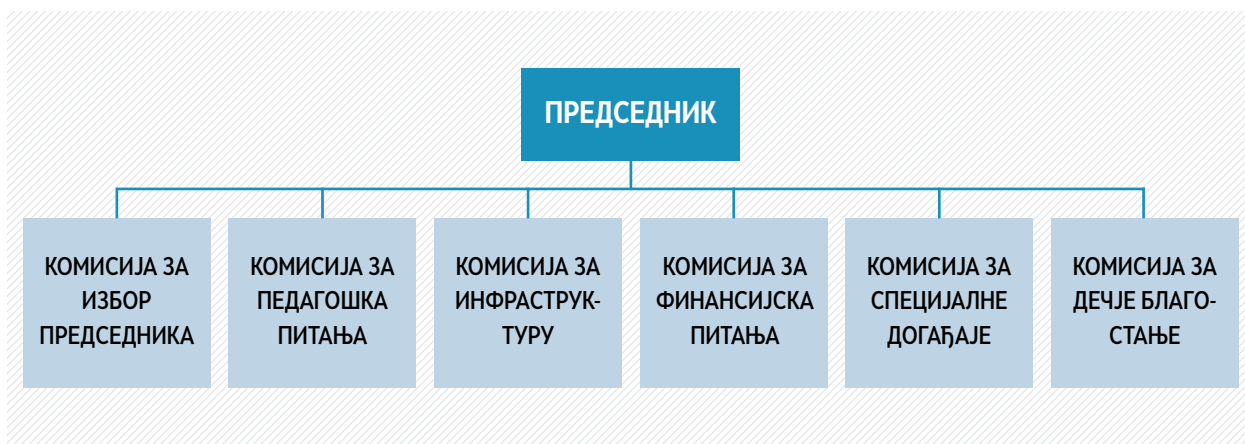 ПРЕДСЕДНИК
КОМИСИЈА ЗА
ИЗБОР
ПРЕДСЕДНИКА
КОМИСИЈА ЗА
ПЕДАГОШКА
ПИТАЊА
КОМИСИЈА ЗА
ИНФРАСТРУК-
ТУРУ
КОМИСИЈА ЗА
ФИНАНСИЈСКА
ПИТАЊА
КОМИСИЈА ЗА
СПЕЦИЈАЛНЕ
ДОГАЂАЈЕ
КОМИСИЈА ЗА
ДЕЧЈЕ БЛАГО-
СТАЊЕ